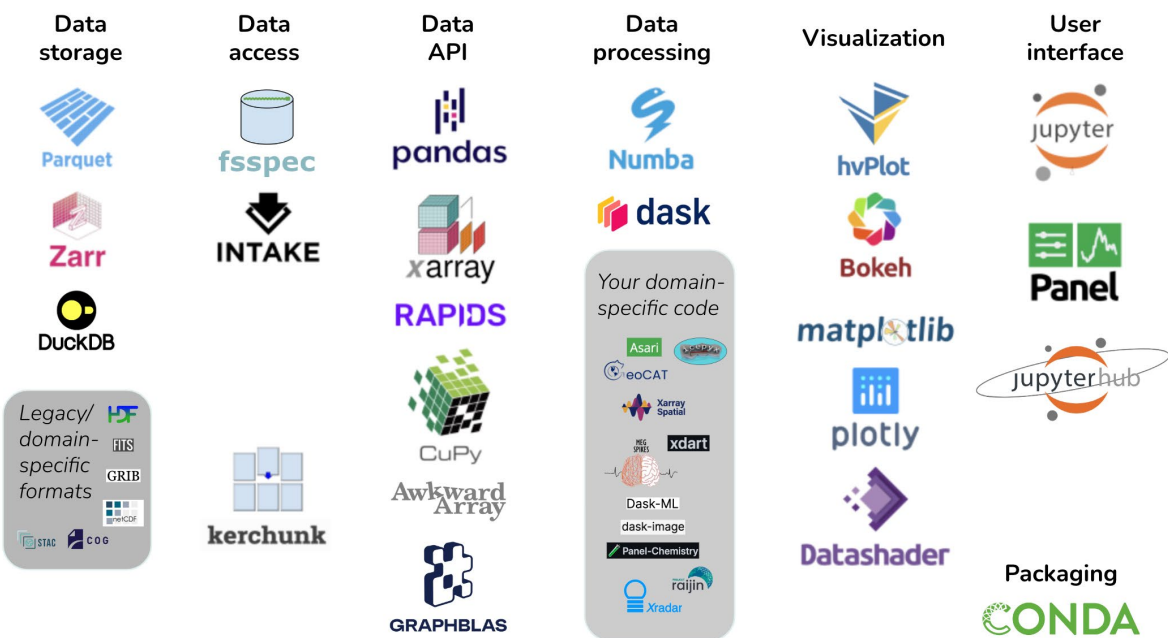 Data
storage
Parquet
Zarr
DuckDB
Legacy/
domain-
specific
formats
HDF
FITS
GRIB
netCDF
STAC
COG
Data
access
fsspec
INTAKE
kerchunk
Data
API
pandas
xarray
RAPIDS
CuPy
Awkward
Array
GRAPHBLAS
Data
processing
Numba
dask
Your domain-
specific code
Asari
eoCAT
Xarray
Spatial
MEG
SPIKES
xdart
Dask-ML
dask-image
Panel-Chemistry
raijin
Xradar
Visualization
hvPlot
Bokeh
matplotlib
plotly
Datashader
User
interface
jupyter
Panel
jupyterhub
Packaging
CONDA